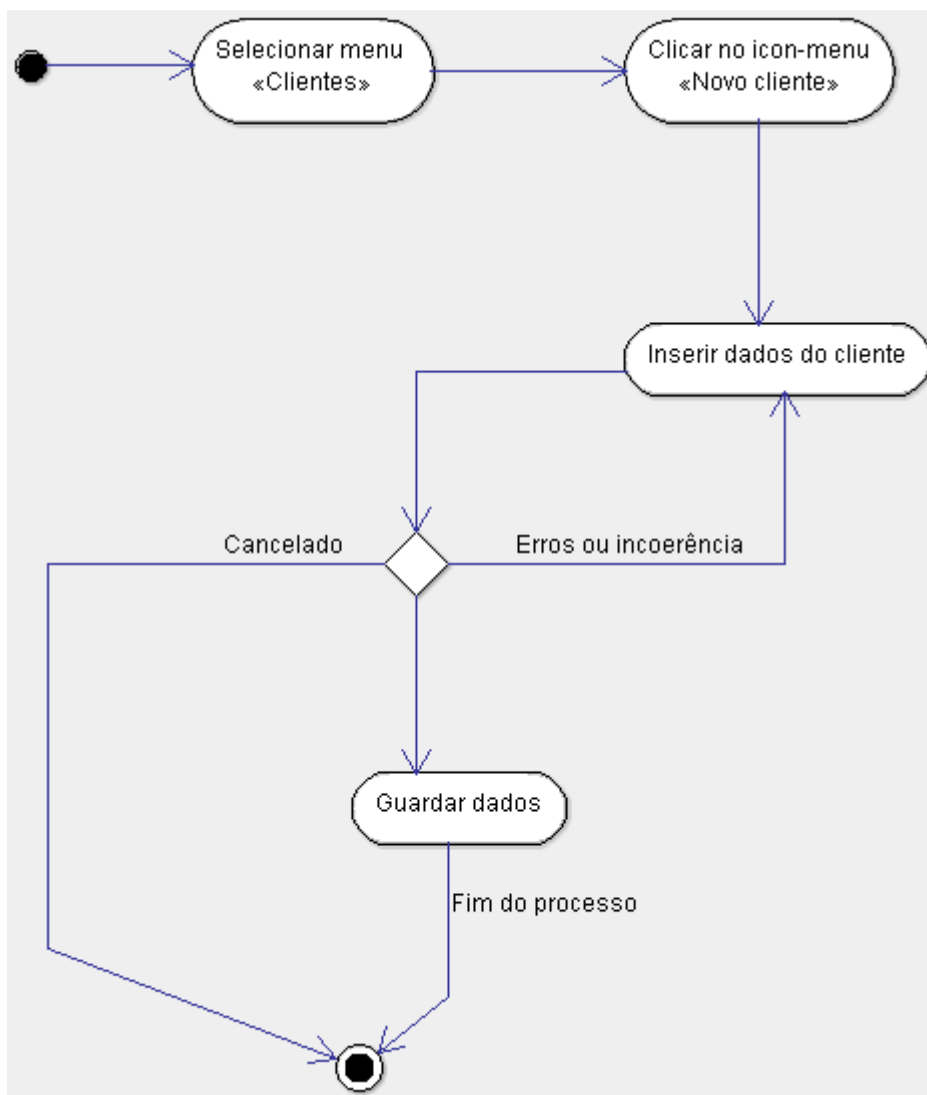 Selecionar menu
«Clientes»
Clicar no icon-menu
«Novo cliente»
Inserir dados do cliente
Cancelado
Erros ou incoerência
Guardar dados
Fim do processo